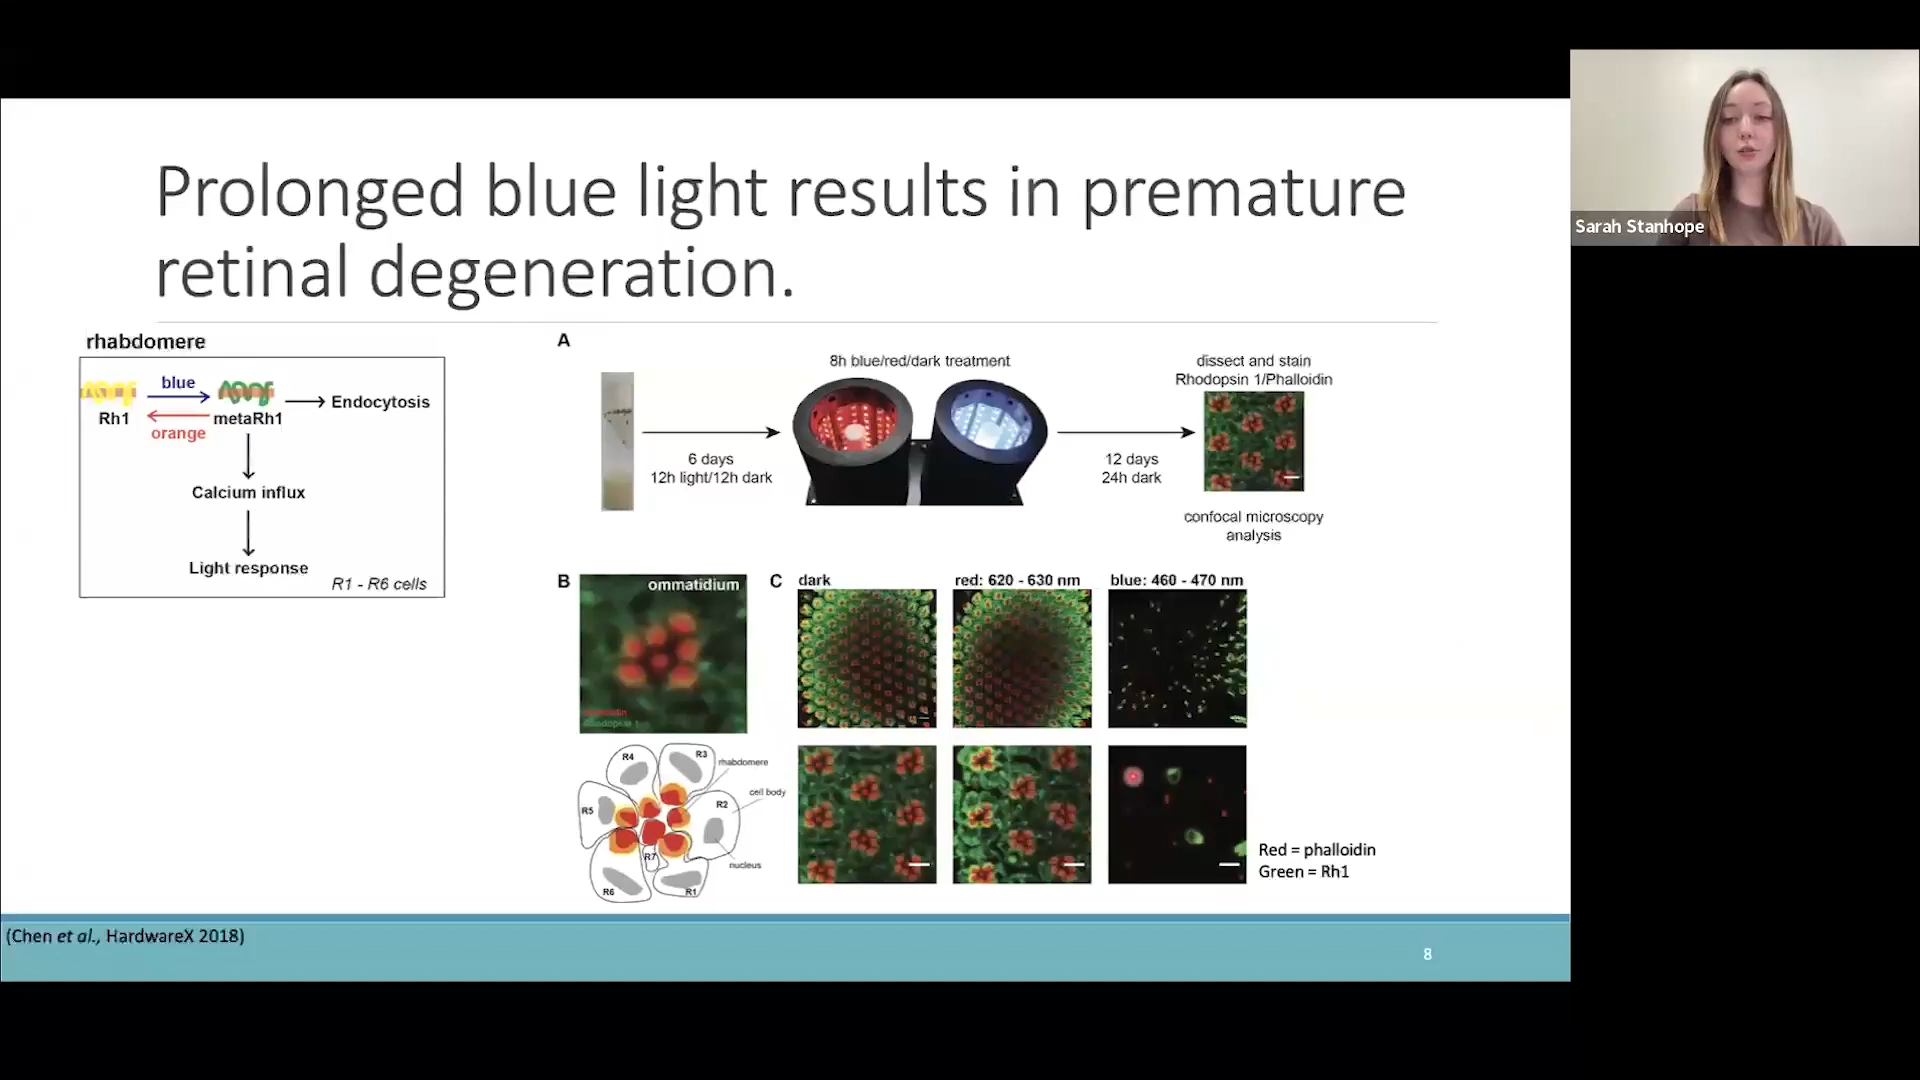 Prolonged blue light results in premature
retinal degeneration.
Sarah Stanhope
rhabdomere
blue
Rh1
metaRh1
orange
Endocytosis
Calcium influx
Light response
R1 - R6 cells
A
6 days
12h light/12h dark
8h blue/red/dark treatment
12 days
24h dark
dissect and stain
Rhodopsin 1/Phalloidin
confocal microscopy
analysis
B
ommatidium
R4
R3
rhabdomere
cell body
R5
R2
R7
nucleus
R6
R1
C
dark
red: 620 - 630 nm
blue: 460 - 470 nm
Red = phalloidin
Green = Rh1
(Chen et al., HardwareX 2018)
8